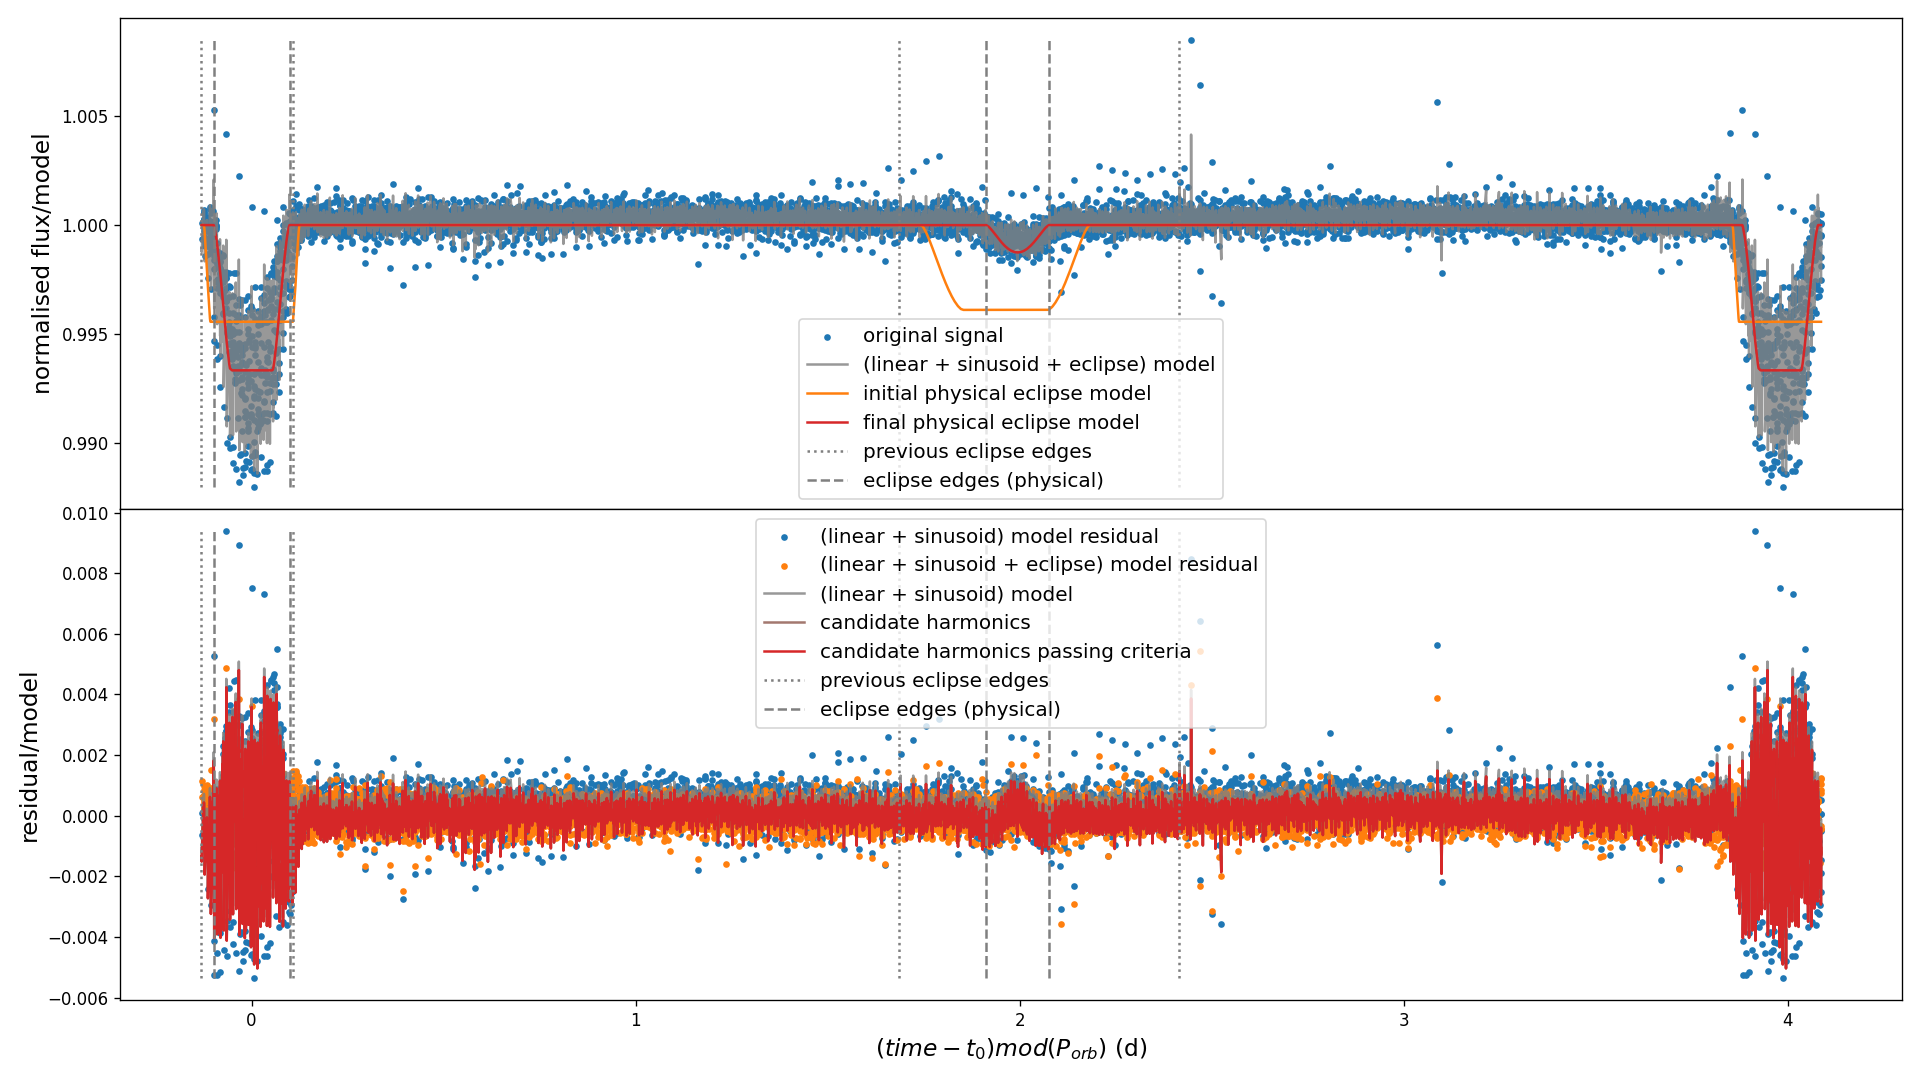 normalised flux/model
1.005
1.000
0.995
0.990
original signal
(linear + sinusoid + eclipse) model
initial physical eclipse model
final physical eclipse model
previous eclipse edges
eclipse edges (physical)
residual/model
0.010
0.008
0.006
0.004
0.002
0.000
−0.002
−0.004
−0.006
(linear + sinusoid) model residual
(linear + sinusoid + eclipse) model residual
(linear + sinusoid) model
candidate harmonics
candidate harmonics passing criteria
previous eclipse edges
eclipse edges (physical)
0 1 2 3 4
(time − t₀)mod(Pₒᵣb) (d)